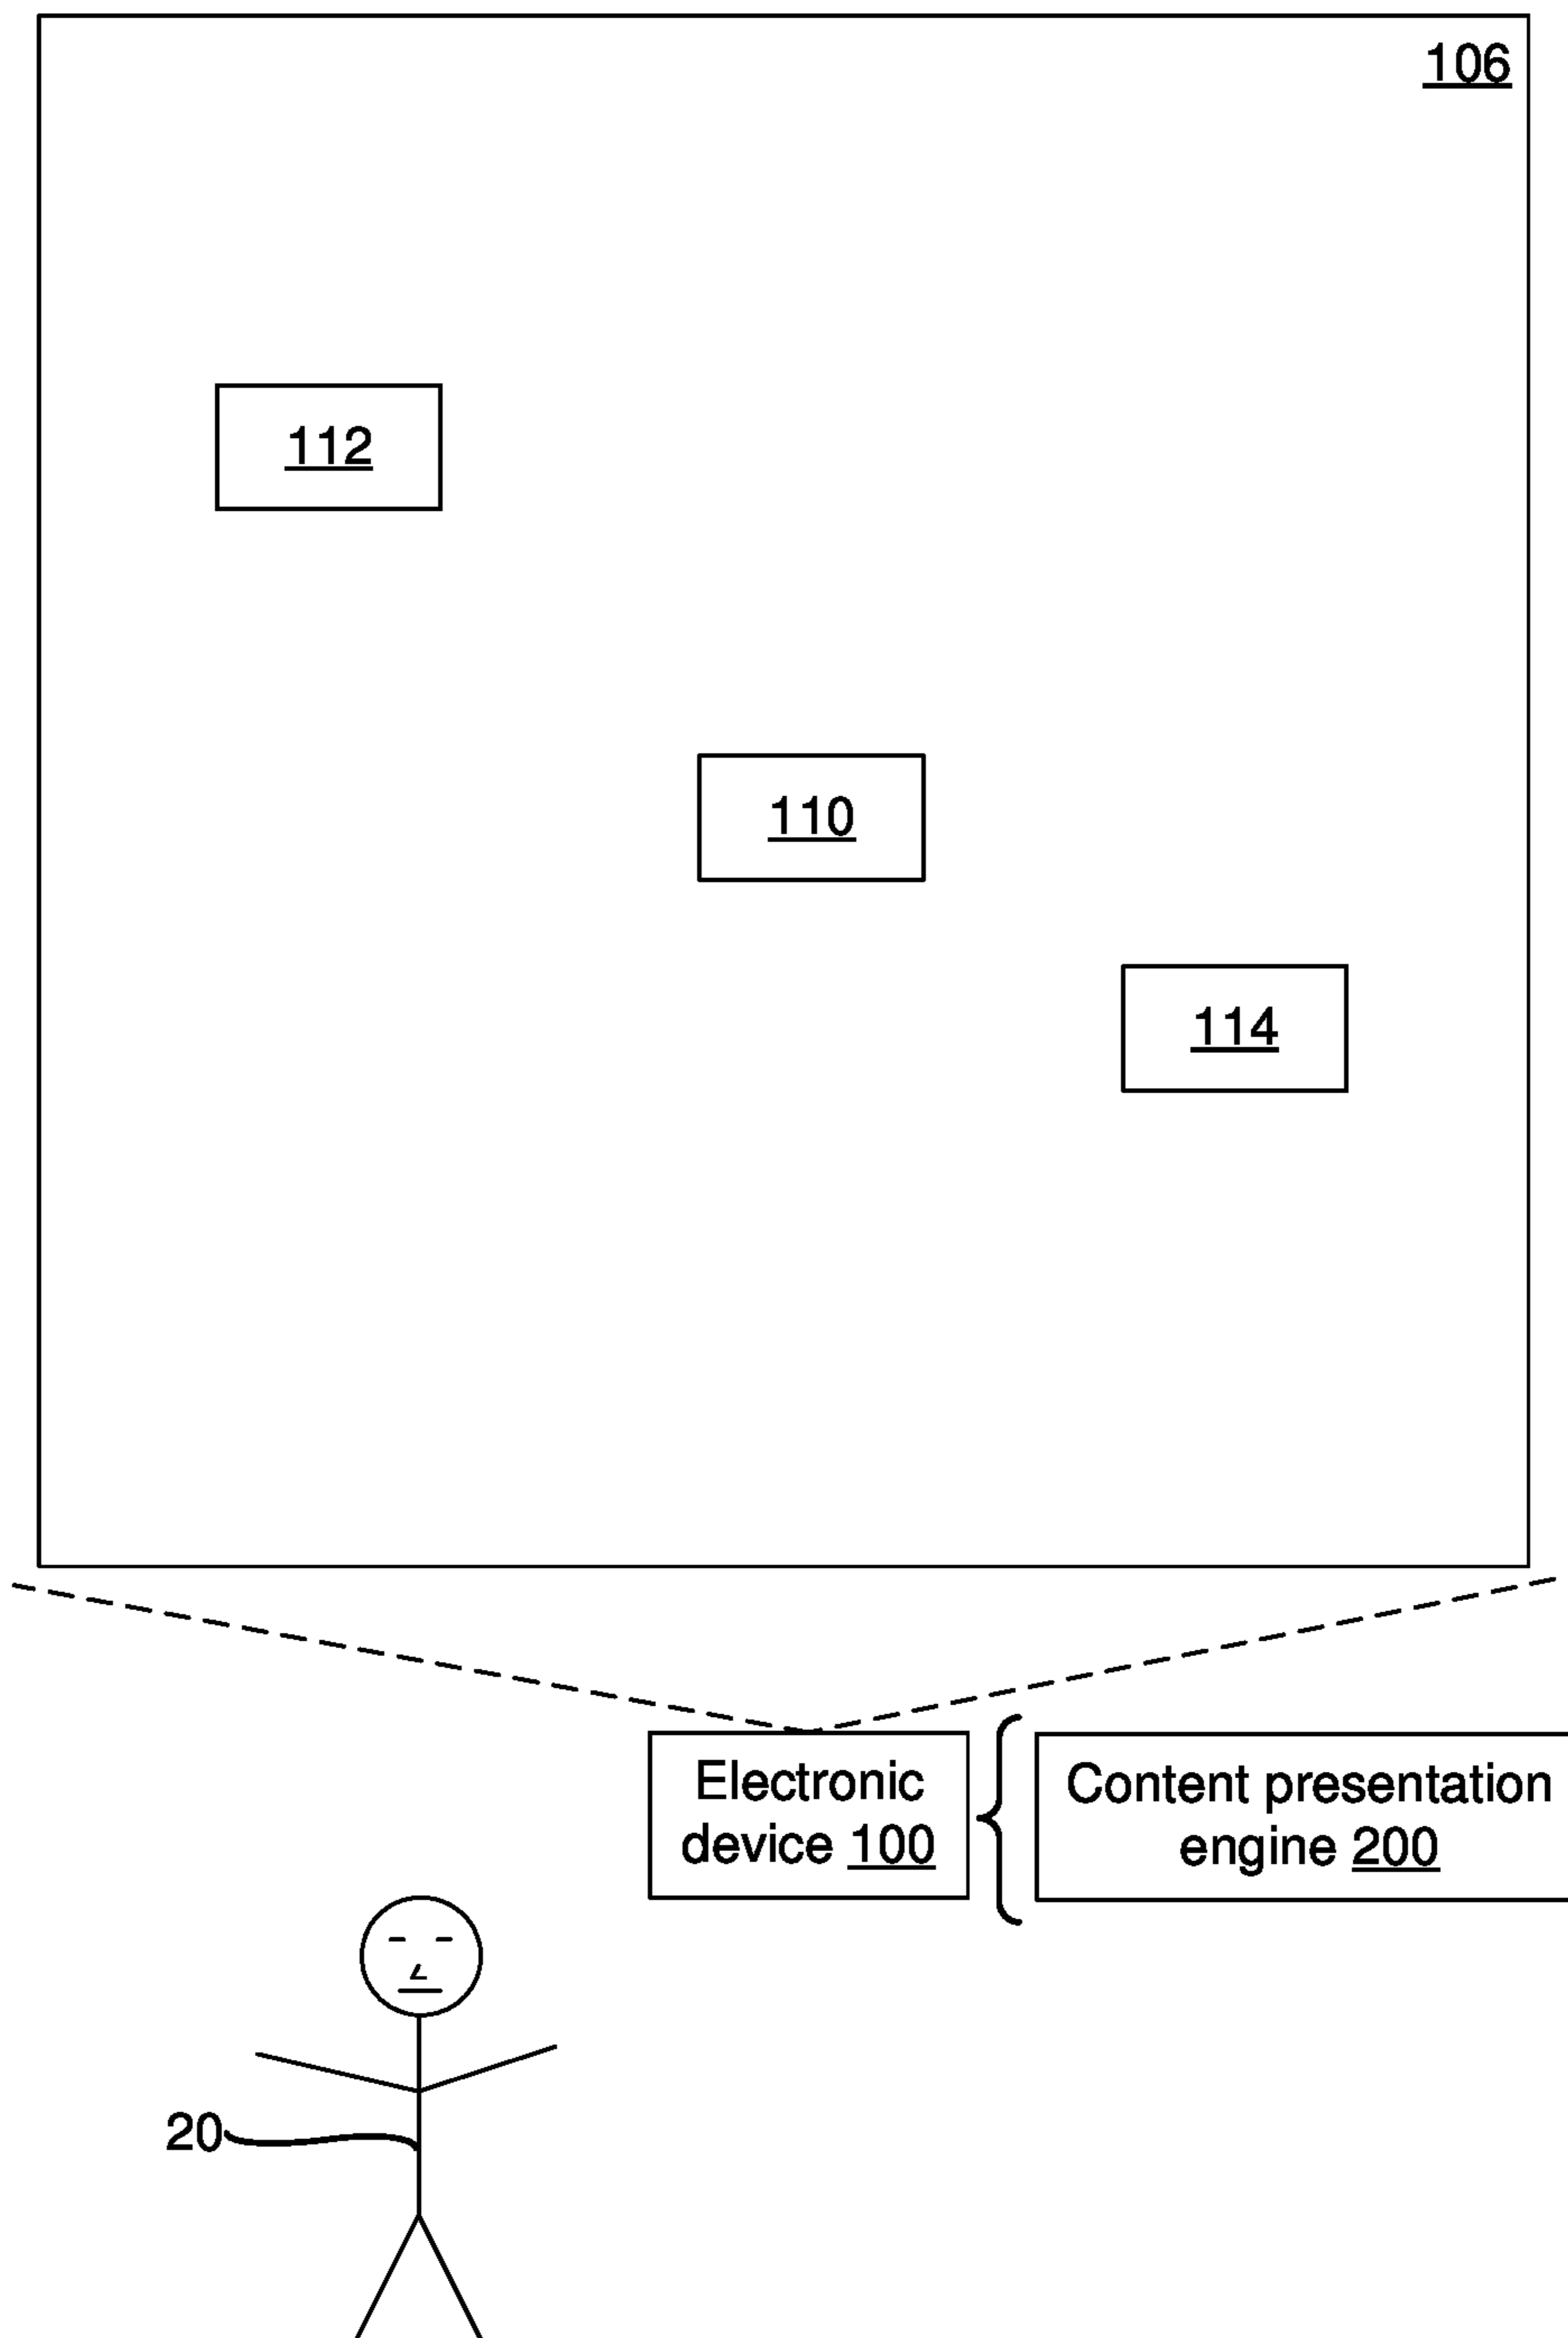 106
112
110
114
Electronic
device 100
Content presentation
engine 200
20